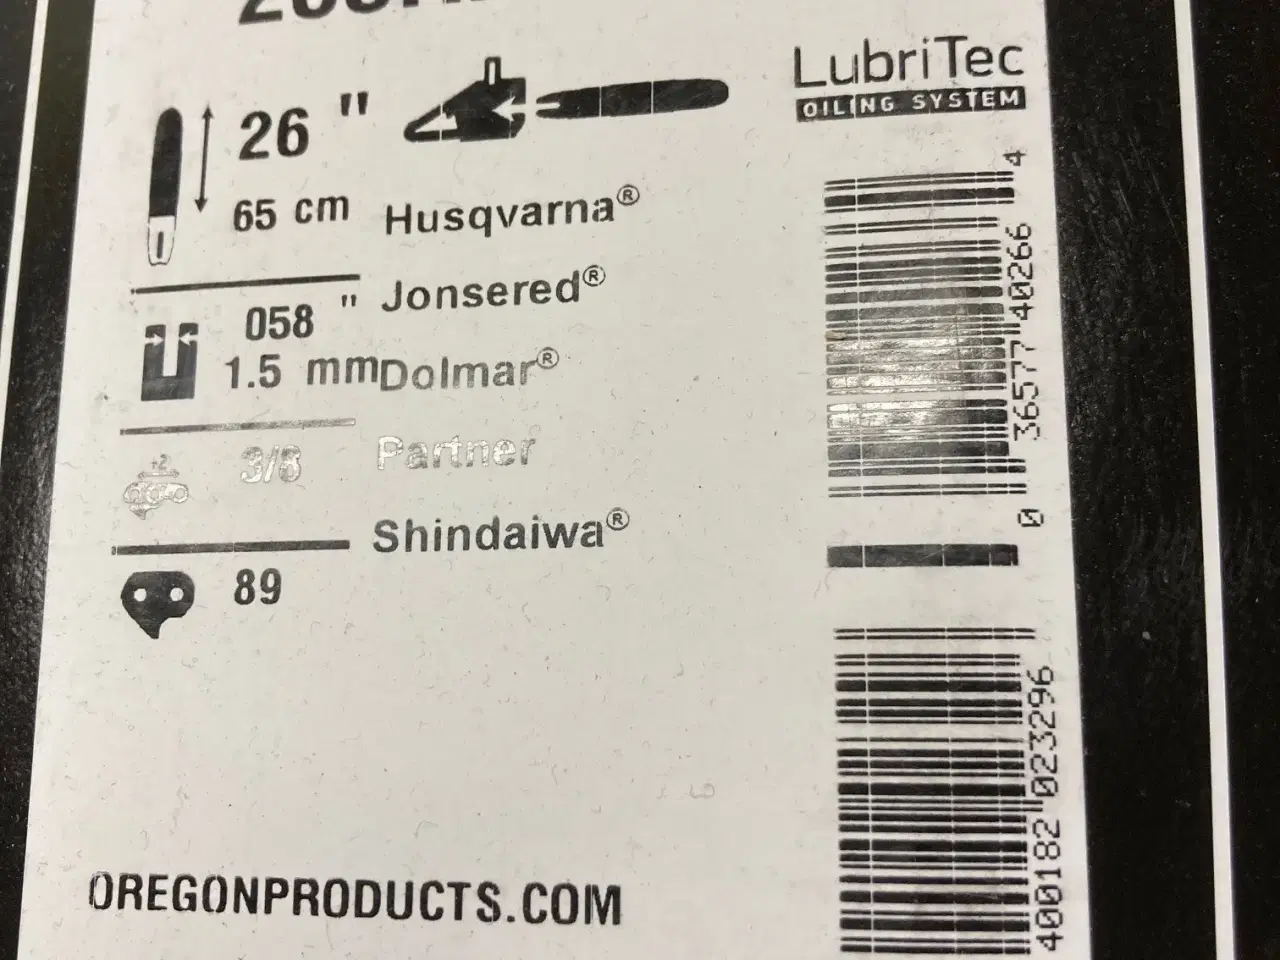 26 "
65 cm
Husqvarna®
058 "
Jonsered®
1.5 mm
Dolmar®
+2
3/8
Partner
Shindaiwa®
89
OREGONPRODUCTS.COM
LubriTec
OILING SYSTEM
0 36577 40266 4
400182 023296